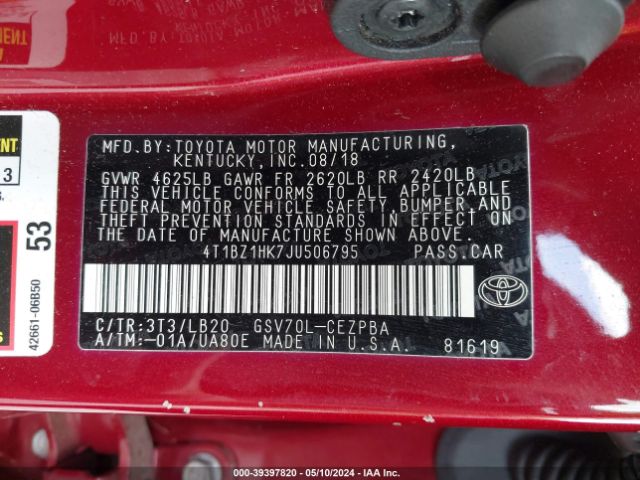 MFD.BY:TOYOTA MOTOR MANUFACTURING,
KENTUCKY,INC.08/18
GVWR 4625LB GAWR FR 2620LB RR 2420LB
THIS VEHICLE CONFORMS TO ALL APPLICABLE
FEDERAL MOTOR VEHICLE SAFETY, BUMPER, AND
THEFT PREVENTION STANDARDS IN EFFECT ON
THE DATE OF MANUFACTURE SHOWN ABOVE.
4T1BZ1HK7JU506795 PASS.CAR
C/TR:3T3/LB20 GSV70L-CEZPBA
A/TM:-01A/UA80E MADE IN U.S.A. 81619
TOYOTA
53
42661-06B50
3
000-39397820 - 05/10/2024 - IAA Inc.